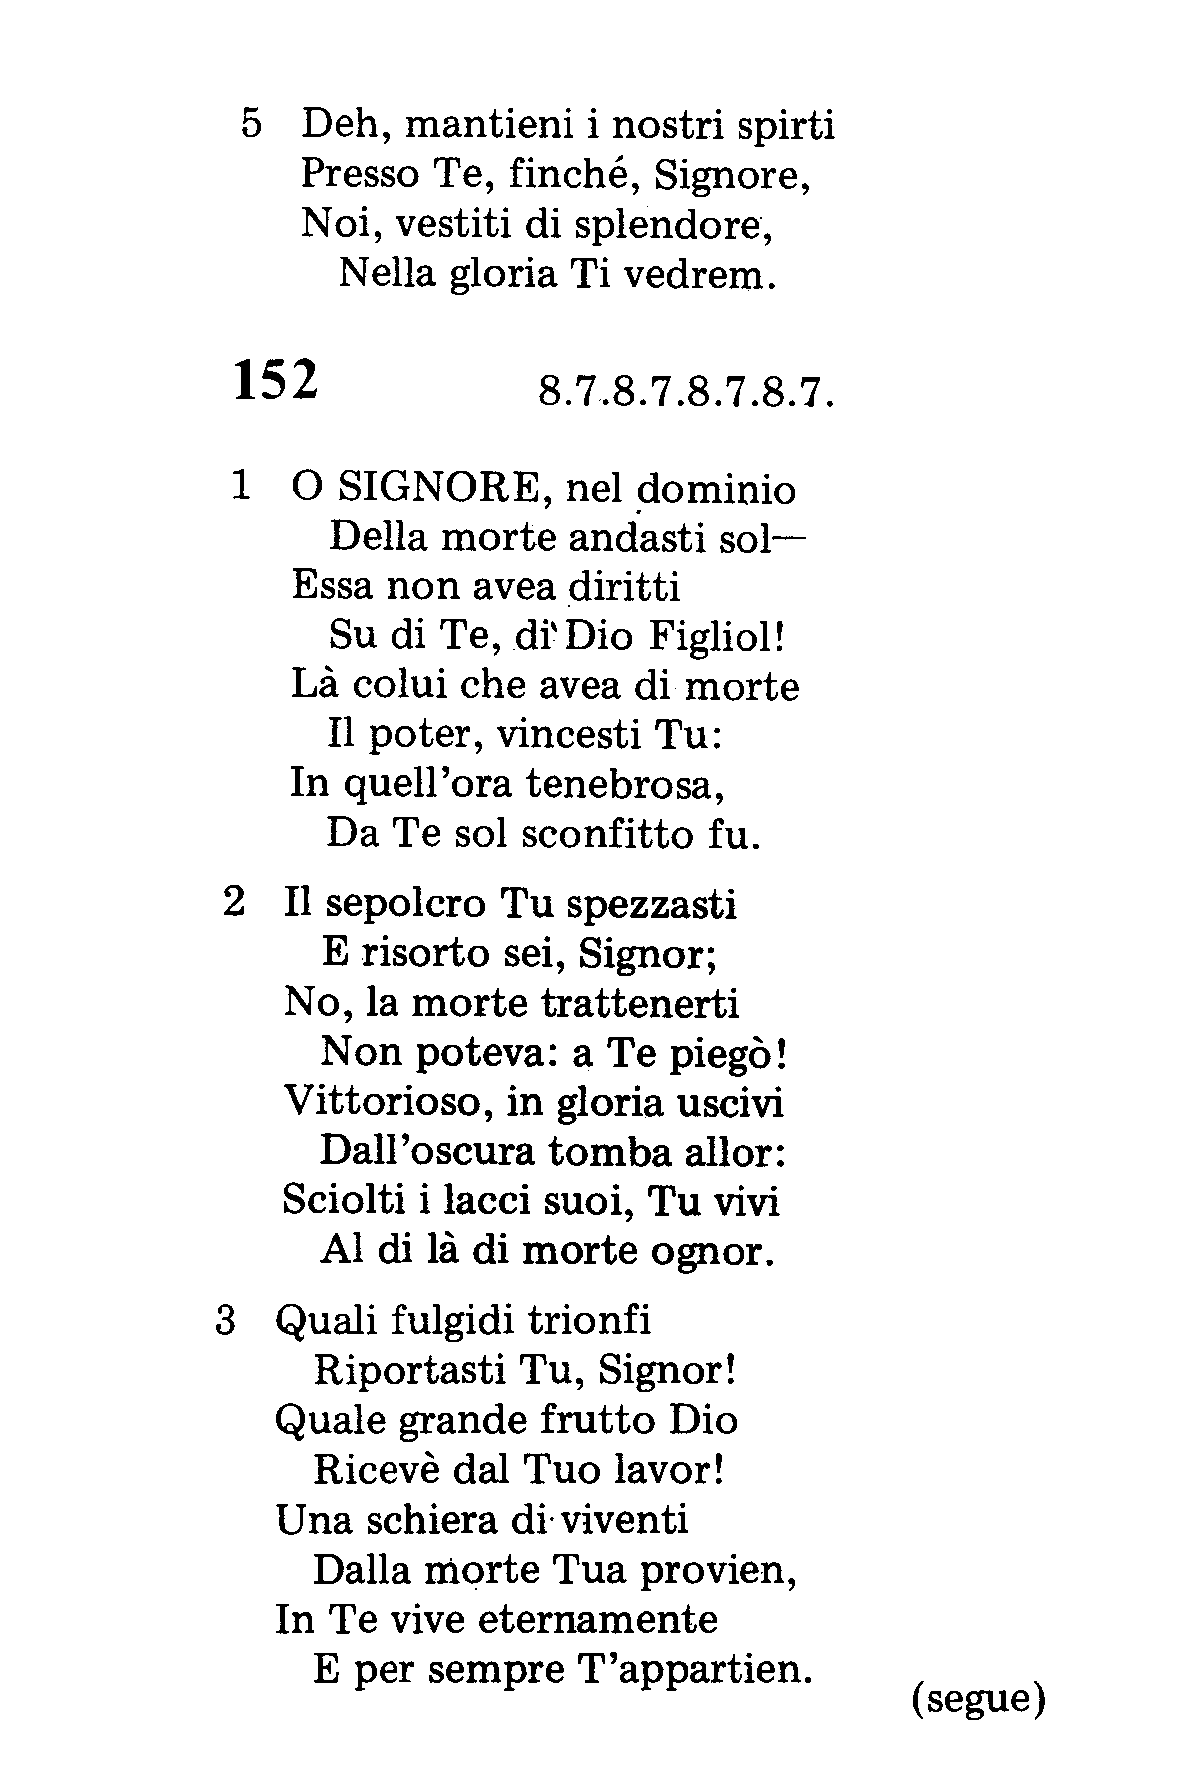 5 Deh, mantieni i nostri spirti
Presso Te, finché, Signore,
Noi, vestiti di splendore,
Nella gloria Ti vedrem.
152 8.7.8.7.8.7.8.7.
1 O SIGNORE, nel dominio
Della morte andasti sol—
Essa non avea diritti
Su di Te, di Dio Figliol!
Là colui che avea di morte
Il poter, vincesti Tu:
In quell’ora tenebrosa,
Da Te sol sconfitto fu.
2 Il sepolcro Tu spezzasti
E risorto sei, Signor;
No, la morte trattenerti
Non poteva: a Te piegò!
Vittorioso, in gloria uscivi
Dall’oscura tomba allor:
Sciolti i lacci suoi, Tu vivi
Al di là di morte ognor.
3 Quali fulgidi trionfi
Riportasti Tu, Signor!
Quale grande frutto Dio
Ricevè dal Tuo lavor!
Una schiera di viventi
Dalla morte Tua provien,
In Te vive eternamente
E per sempre T’appartien.
(segue)